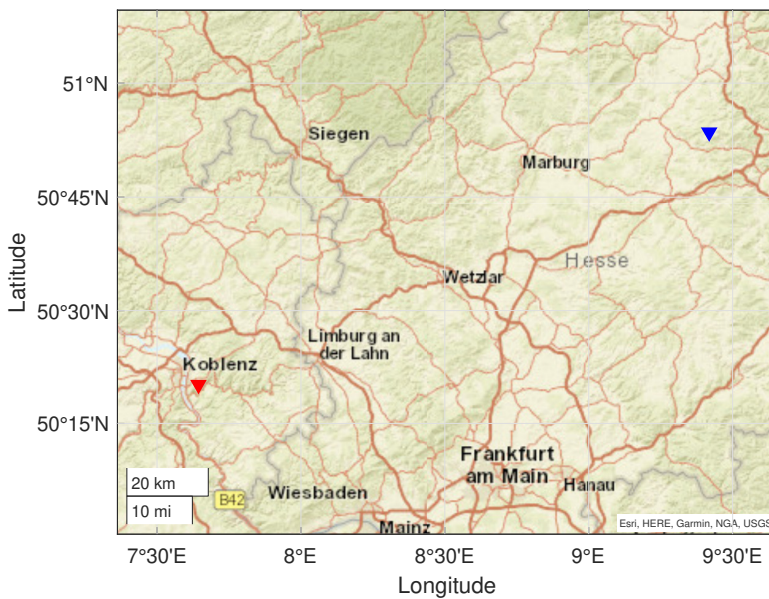 51°N
Siegen
Marburg
50°45'N
Latitude
Hesse
Wetzlar
50°30'N
Limburg an
der Lahn
Koblenz
50°15'N
Frankfurt
am Main
20 km
Wiesbaden
Hanau
B42
10 mi
Mainz
Esri, HERE, Garmin, NGA, USGS
7°30'E
8°E
8°30'E
9°E
9°30'E
Longitude